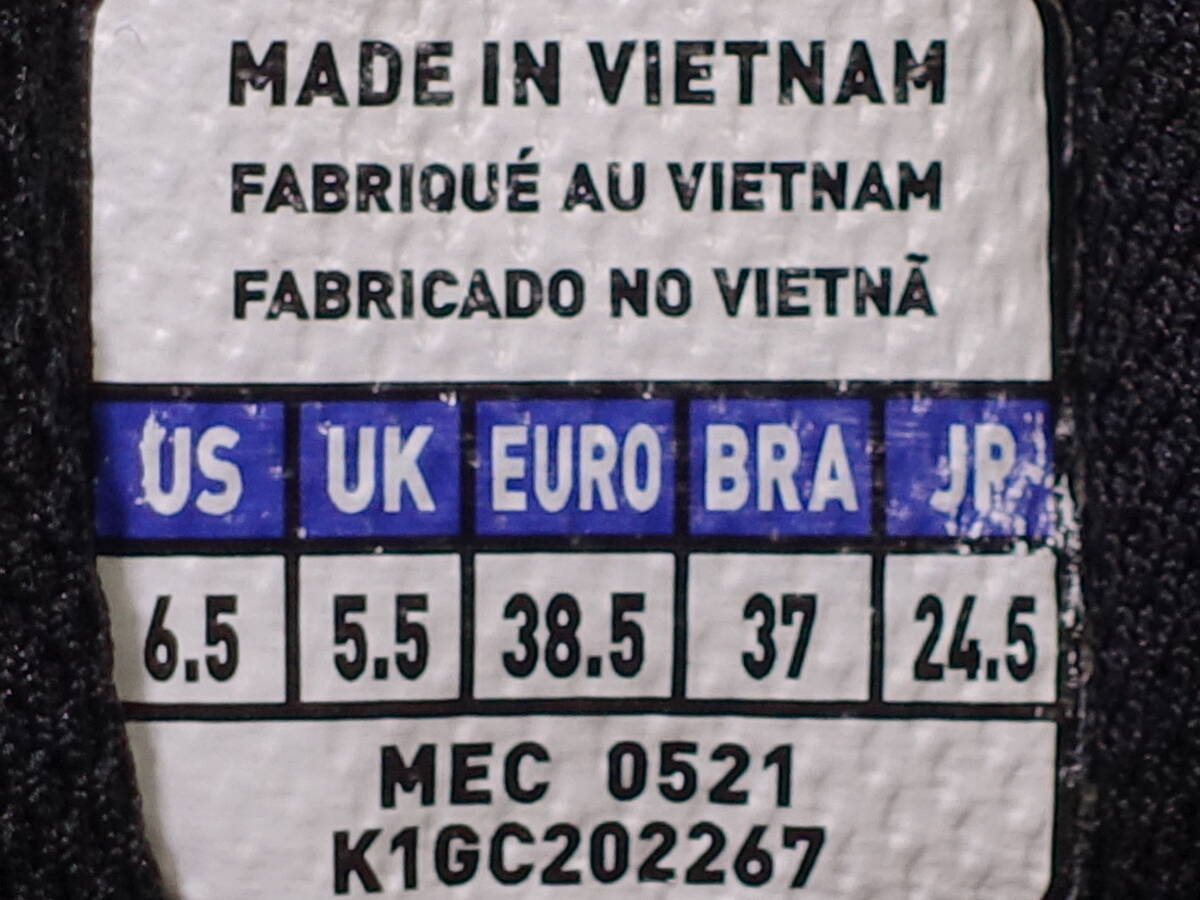 MADE IN VIETNAM
FABRIQUÉ AU VIETNAM
FABRICADO NO VIETNÃ
US UK EURO BRA JP
6.5 5.5 38.5 37 24.5
MEC 0521
K1GC202267